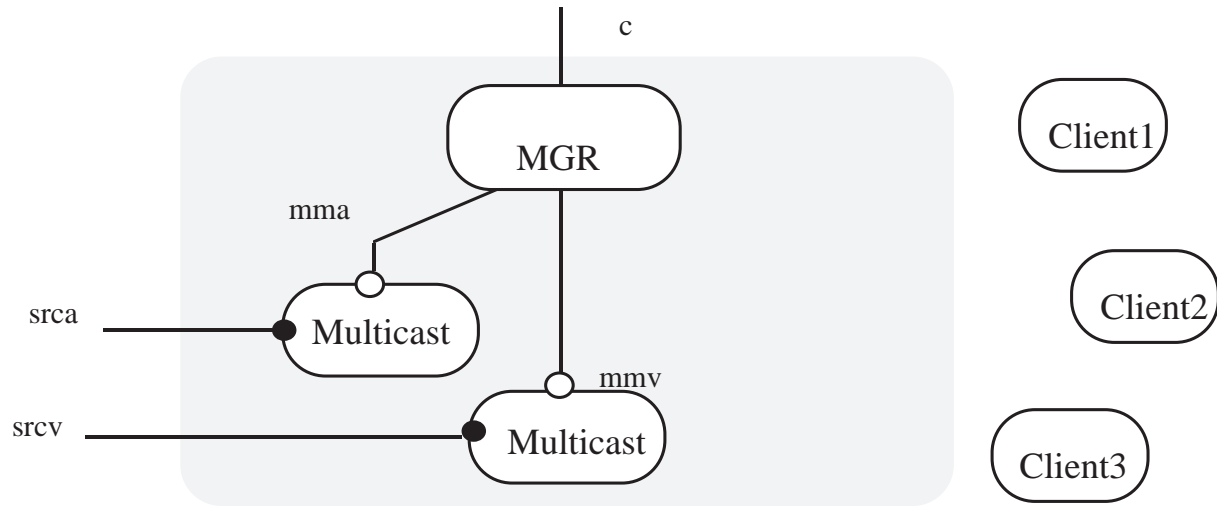 c
Client1
MGR
mma
Client2
srca
Multicast
mmv
srcv
Multicast
Client3